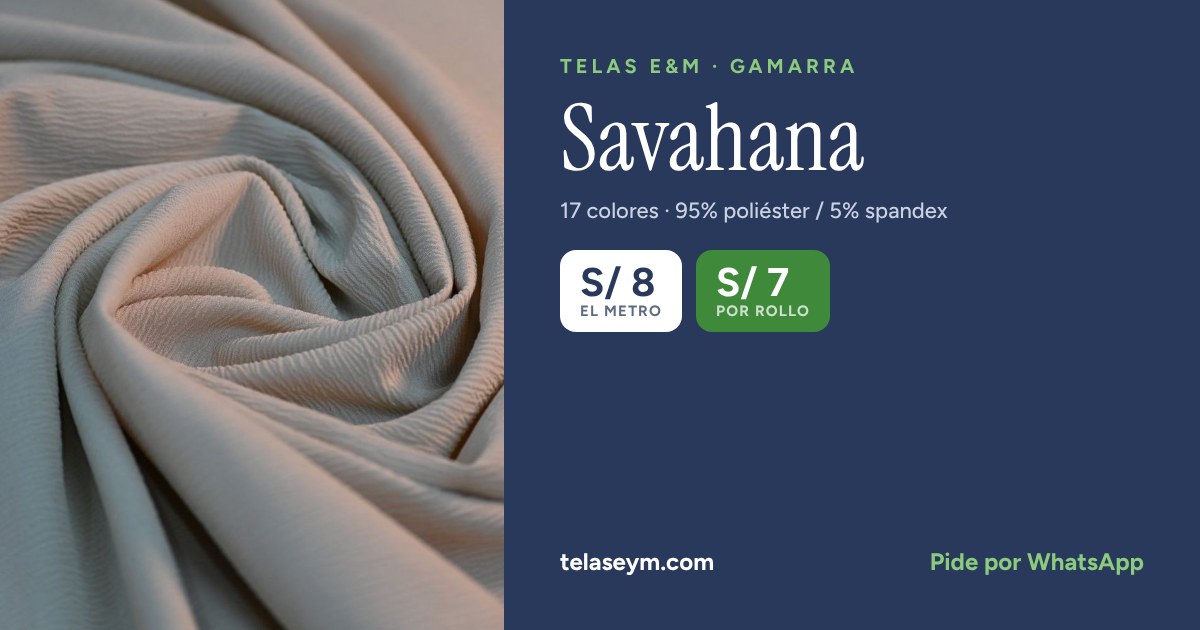 TELAS E&M · GAMARRA
Savahana
17 colores · 95% poliéster / 5% spandex
S/ 8
EL METRO
S/ 7
POR ROLLO
telaseym.com
Pide por WhatsApp